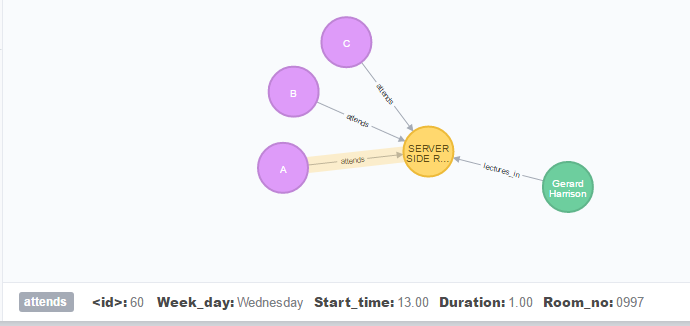 C
attends
B
attends
A
attends
SERVER
SIDE R...
lectures_in
Gerard
Harrison
attends <id>: 60 Week_day: Wednesday Start_time: 13.00 Duration: 1.00 Room_no: 0997